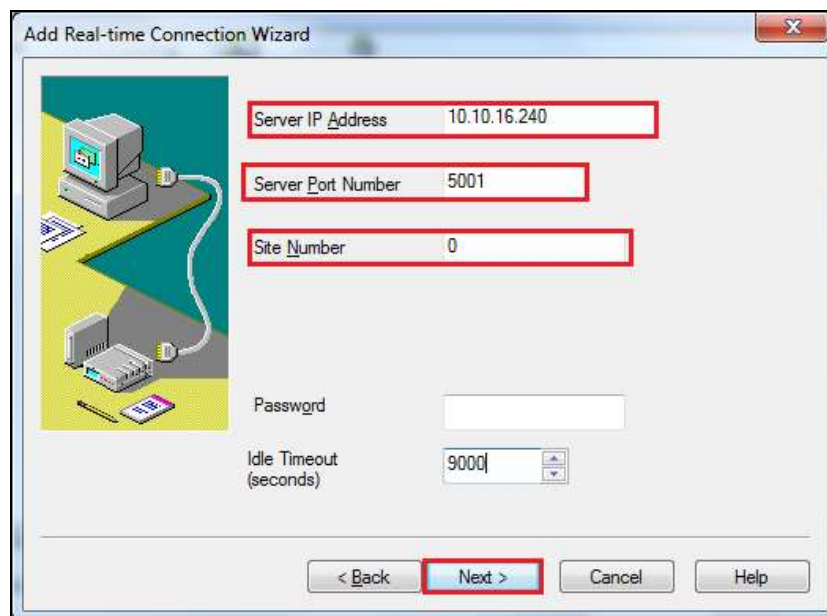 Add Real-time Connection Wizard
Server IP Address 10.10.16.240
Server Port Number 5001
Site Number 0
Password
Idle Timeout
(seconds) 9000
< Back Next > Cancel Help